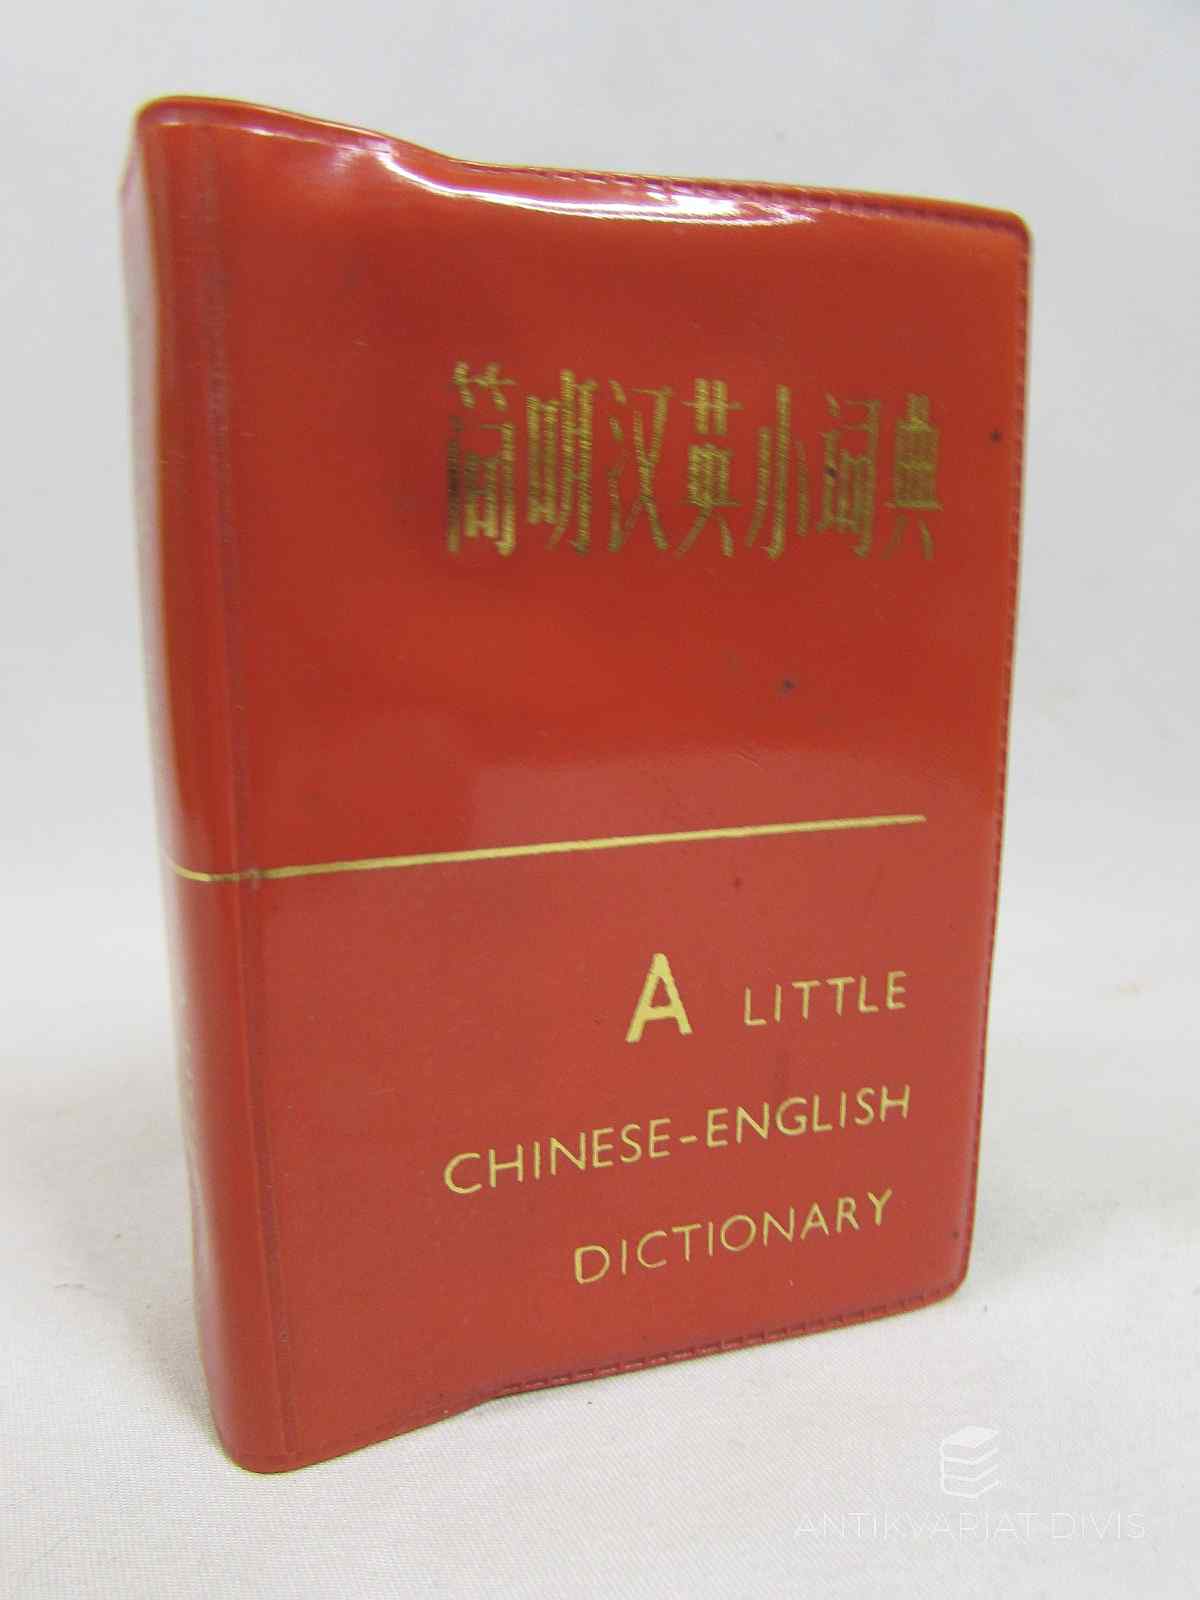 简明汉英小词典
A LITTLE
CHINESE-ENGLISH
DICTIONARY
ANTIKVARIAT DIVIS